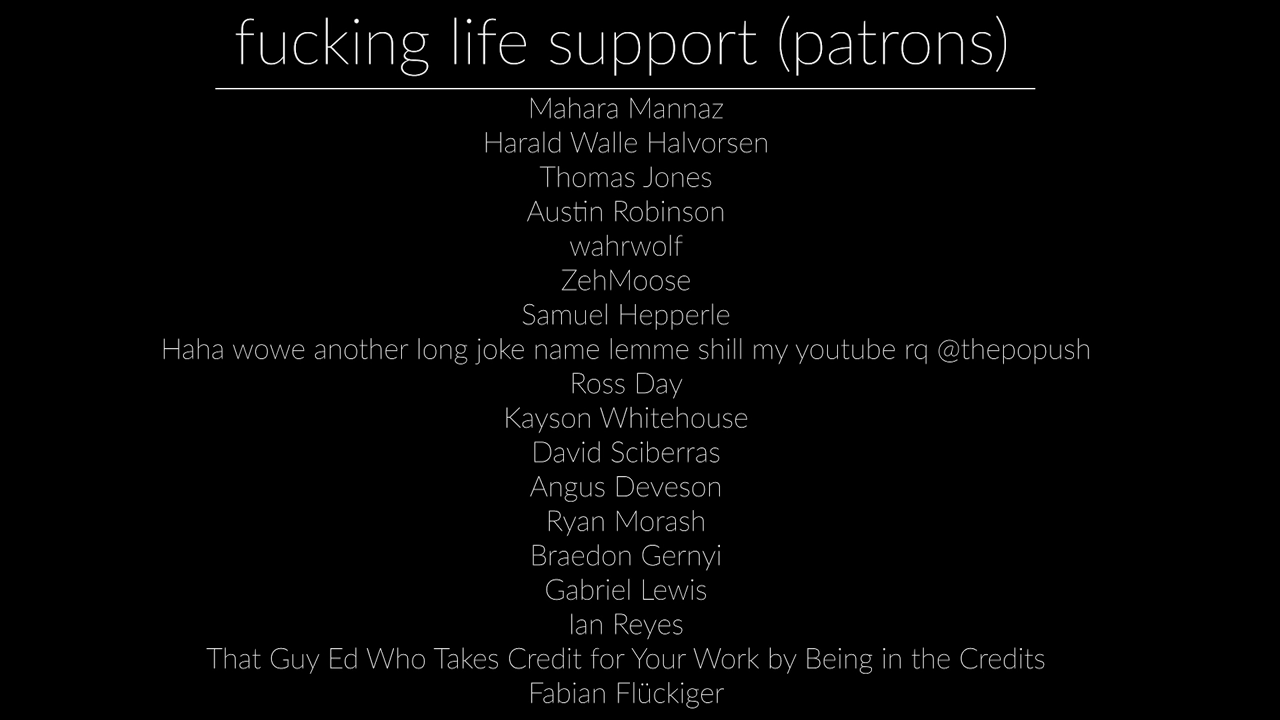 fucking life support (patrons)
Mahara Mannaz
Harald Walle Halvorsen
Thomas Jones
Austin Robinson
wahrwolf
ZehMoose
Samuel Hepperle
Haha wowe another long joke name lemme shill my youtube rq @thepopush
Ross Day
Kayson Whitehouse
David Sciberras
Angus Deveson
Ryan Morash
Braedon Gernyi
Gabriel Lewis
Ian Reyes
That Guy Ed Who Takes Credit for Your Work by Being in the Credits
Fabian Flückiger